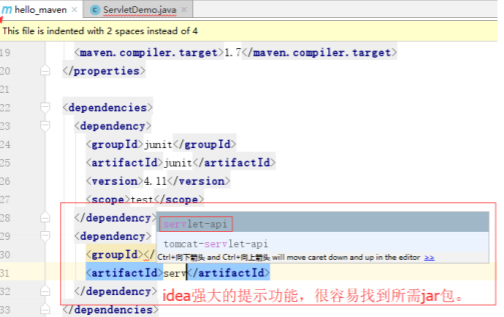 hello_maven ×
ServletDemo.java ×
This file is indented with 2 spaces instead of 4
19 <maven.compiler.target>1.7</maven.compiler.target>
20 </properties>
21
22 <dependencies>
23 <dependency>
24 <groupId>junit</groupId>
25 <artifactId>junit</artifactId>
26 <version>4.11</version>
27 <scope>test</scope>
28 </dependency>
servlet-api
29 <dependency>
tomcat-servlet-api
30 <groupId></
Ctrl+向下箭头 and Ctrl+向上箭头 will move caret down and up in the editor >>
31 <artifactId>serv</artifactId>
32 </dependency>
idea强大的提示功能，很容易找到所需jar包。
33 </dependencies>